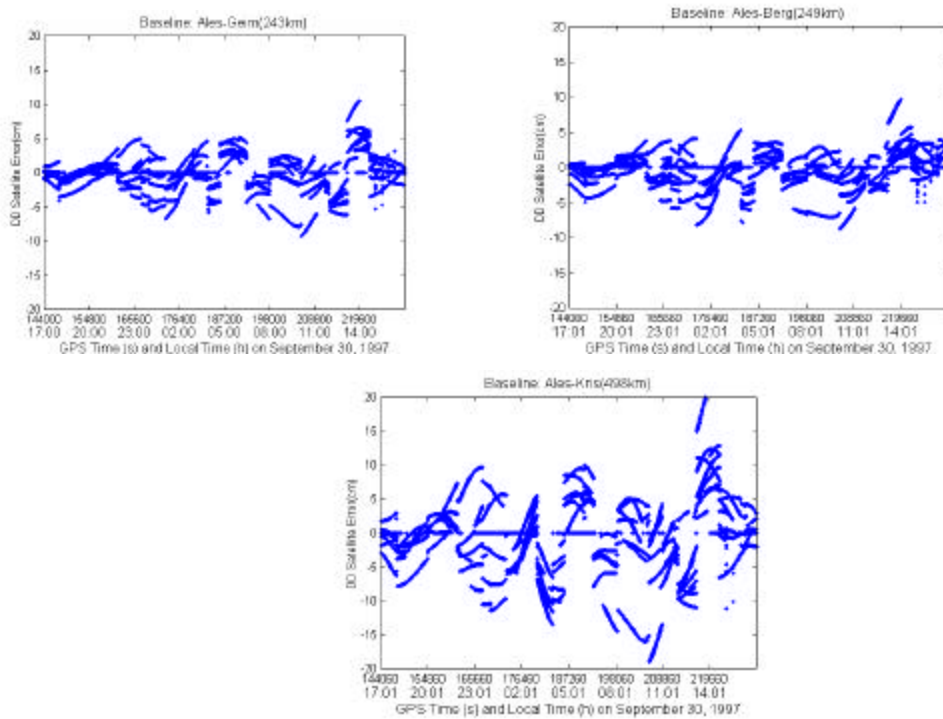 Baseline: Ales-Geim(243km)
20
15
10
5
0
-5
-10
-15
-20
DD Satellite Error(cm)
144000 154800 165600 176400 187200 198000 208800 219600
17:00 20:00 23:00 02:00 05:00 08:00 11:00 14:00
GPS Time (s) and Local Time (h) on September 30, 1997
Baseline: Ales-Berg(249km)
20
15
10
5
0
-5
-10
-15
-20
DD Satellite Error(cm)
144060 154860 165660 176460 187260 198060 208860 219660
17:01 20:01 23:01 02:01 05:01 08:01 11:01 14:01
GPS Time (s) and Local Time (h) on September 30, 1997
Baseline: Ales-Kris(498km)
20
15
10
5
0
-5
-10
-15
-20
DD Satellite Error(cm)
144060 154860 165660 176460 187260 198060 208860 219660
17:01 20:01 23:01 02:01 05:01 08:01 11:01 14:01
GPS Time (s) and Local Time (h) on September 30, 1997